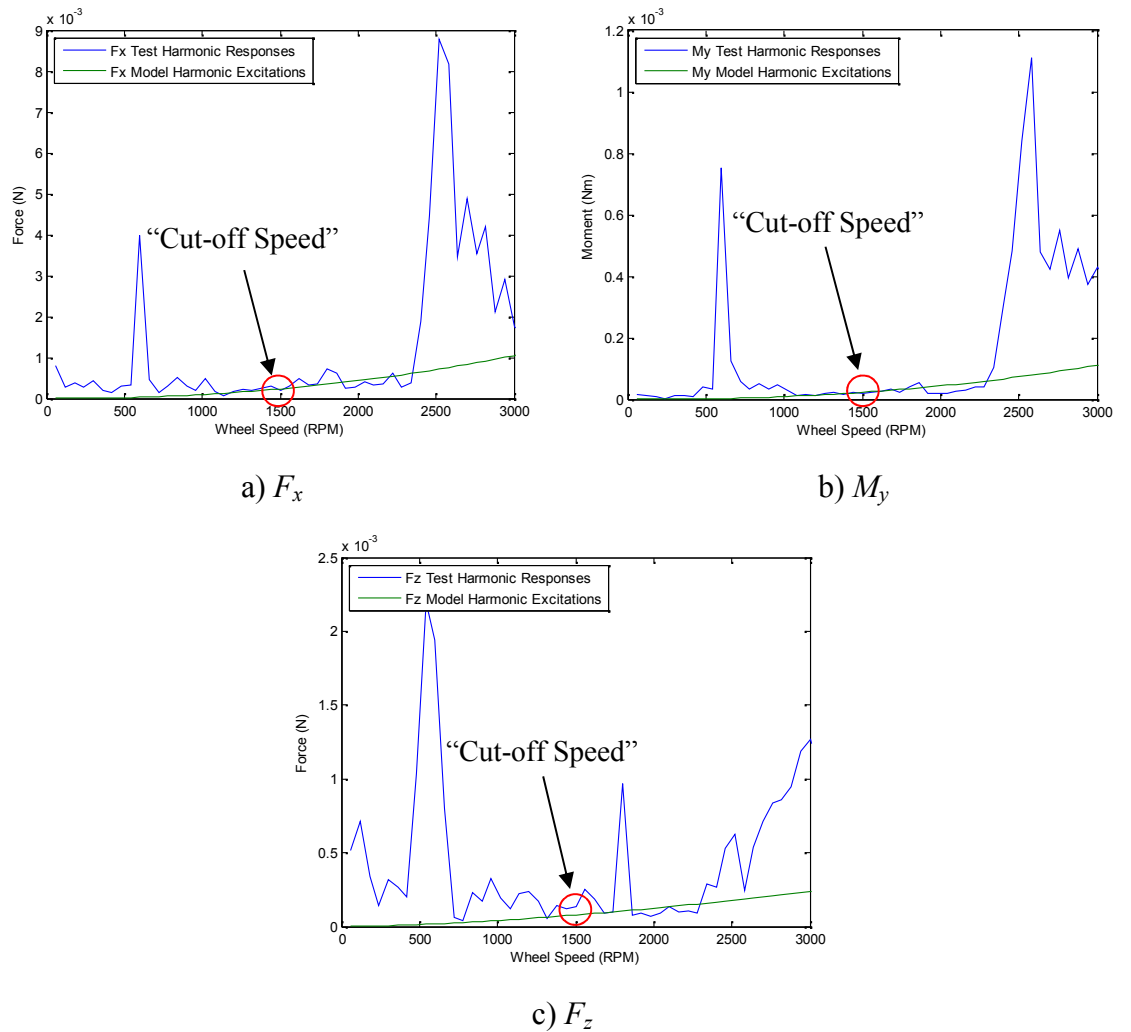 x 10⁻³
9
8
7
6
5
4
3
2
1
0
Force (N)
Fx Test Harmonic Responses
Fx Model Harmonic Excitations
“Cut-off Speed”
0 500 1000 1500 2000 2500 3000
Wheel Speed (RPM)
a) Fx
x 10⁻³
1.2
1
0.8
0.6
0.4
0.2
0
Moment (Nm)
My Test Harmonic Responses
My Model Harmonic Excitations
“Cut-off Speed”
0 500 1000 1500 2000 2500 3000
Wheel Speed (RPM)
b) My
x 10⁻³
2.5
2
1.5
1
0.5
0
Force (N)
Fz Test Harmonic Responses
Fz Model Harmonic Excitations
“Cut-off Speed”
0 500 1000 1500 2000 2500 3000
Wheel Speed (RPM)
c) Fz